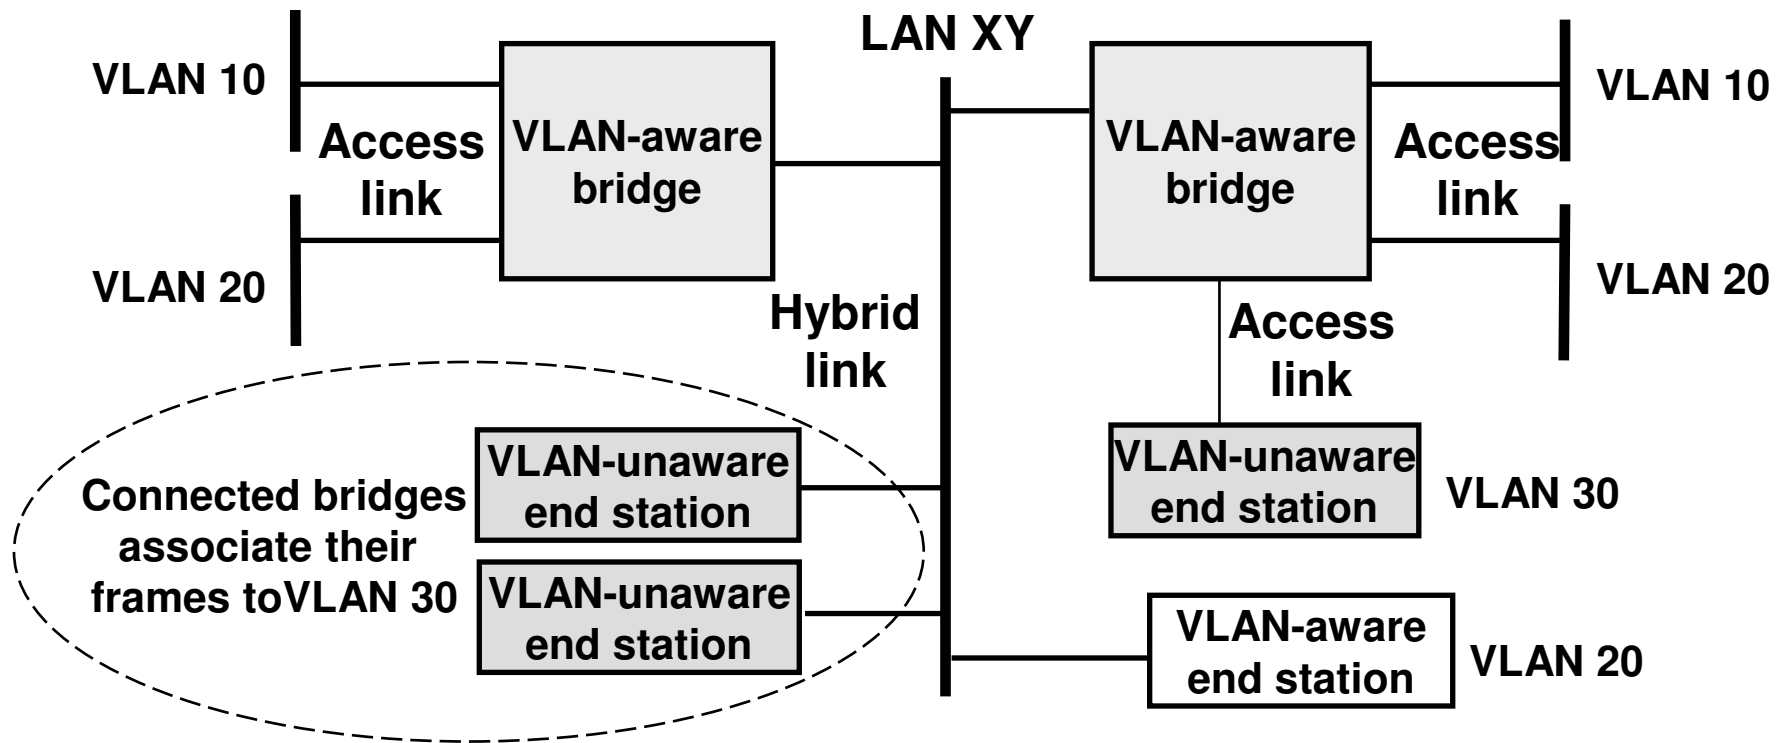 LAN XY
VLAN 10
Access
link
VLAN 20
VLAN-aware
bridge
Hybrid
link
VLAN-aware
bridge
VLAN 10
Access
link
VLAN 20
Access
link
Connected bridges
associate their
frames toVLAN 30
VLAN-unaware
end station
VLAN-unaware
end station
VLAN-unaware
end station
VLAN 30
VLAN-aware
end station
VLAN 20